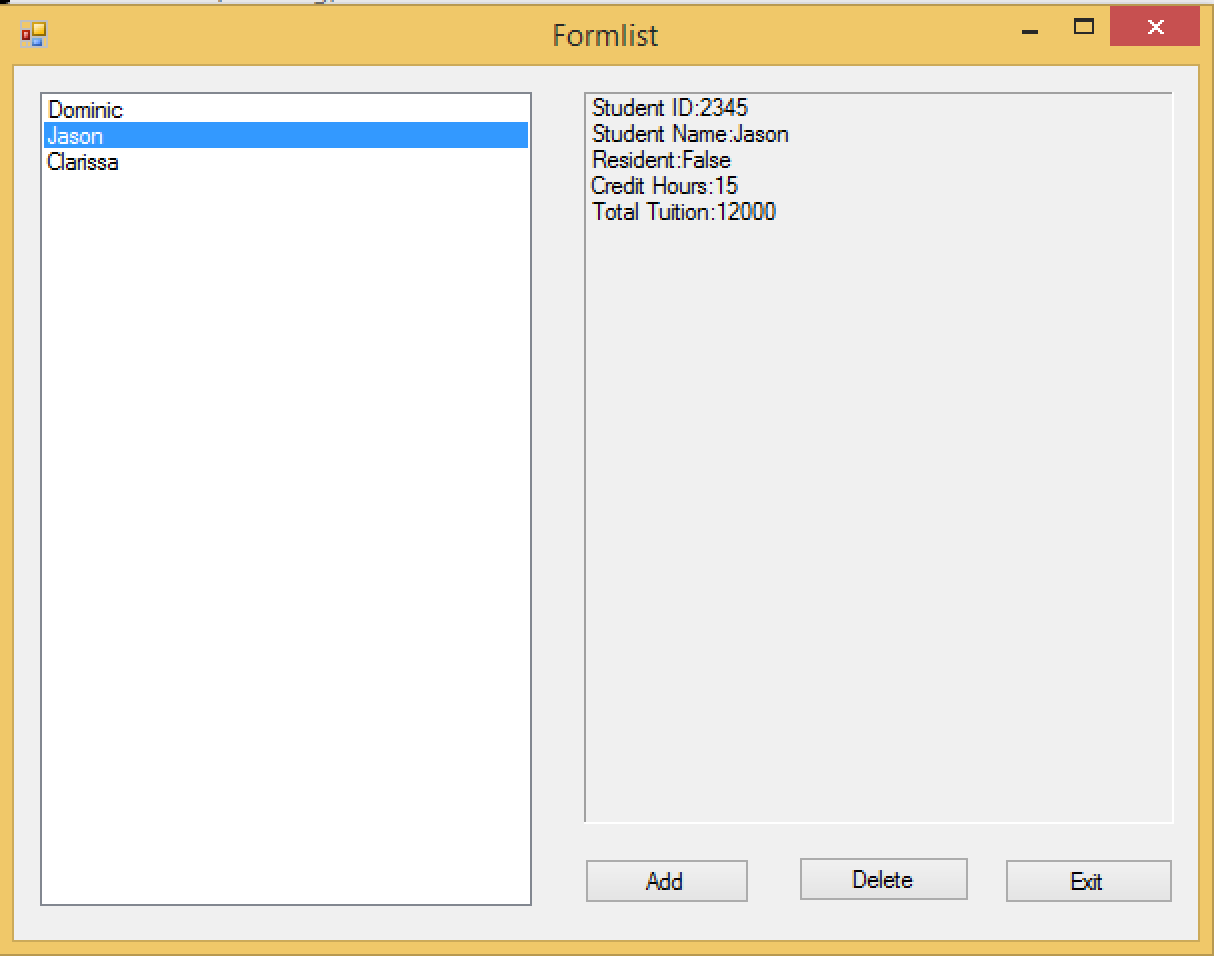 Formlist
Dominic
Jason
Clarissa
Student ID:2345
Student Name:Jason
Resident:False
Credit Hours:15
Total Tuition:12000
Add
Delete
Exit